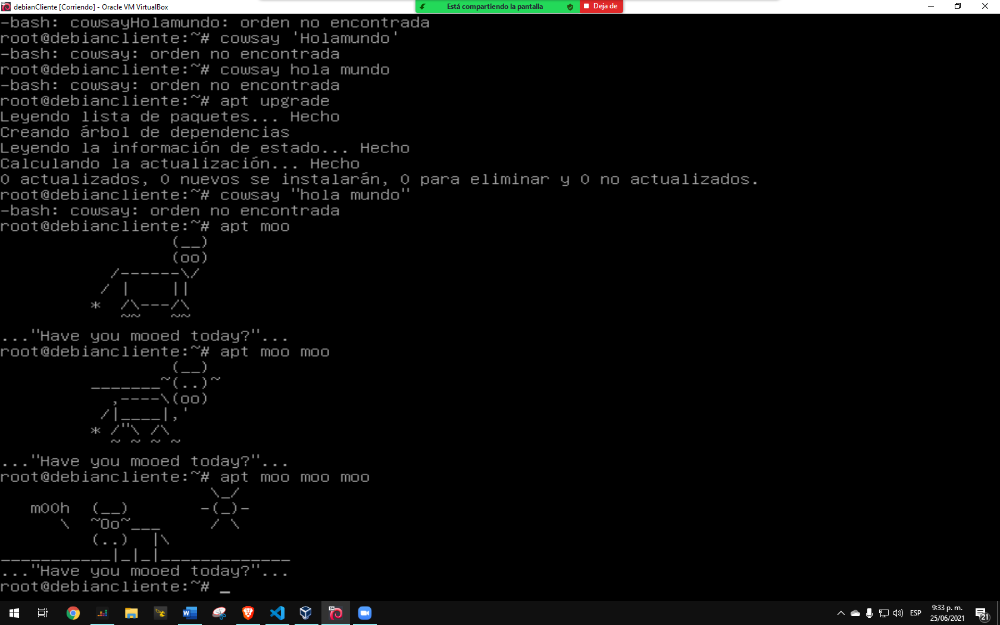 debianCliente [Corriendo] - Oracle VM VirtualBox
Está compartiendo la pantalla
Deja de
-bash: cowsayHolamundo: orden no encontrada
root@debiancliente:~# cowsay 'Holamundo'
-bash: cowsay: orden no encontrada
root@debiancliente:~# cowsay hola mundo
-bash: cowsay: orden no encontrada
root@debiancliente:~# apt upgrade
Leyendo lista de paquetes... Hecho
Creando árbol de dependencias
Leyendo la información de estado... Hecho
Calculando la actualización... Hecho
0 actualizados, 0 nuevos se instalarán, 0 para eliminar y 0 no actualizados.
root@debiancliente:~# cowsay "hola mundo"
-bash: cowsay: orden no encontrada
root@debiancliente:~# apt moo
                 (__)
                 (oo)
           /------\/
          / |    ||
         *  /\---/\
            ~~   ~~
..."Have you mooed today?"...
root@debiancliente:~# apt moo moo
                 (__)
         _______~(..)~
           ,----\(oo)
          /|____|,'
         * /"\ /\
           ~ ~ ~ ~
..."Have you mooed today?"...
root@debiancliente:~# apt moo moo moo
                     \_/
   m00h  (__)       -(_)-
      \  ~Oo~___     / \
         (..)  |\
___________|_|_|_____________
..."Have you mooed today?"...
root@debiancliente:~# _
ESP
9:33 p. m.
25/06/2021
21